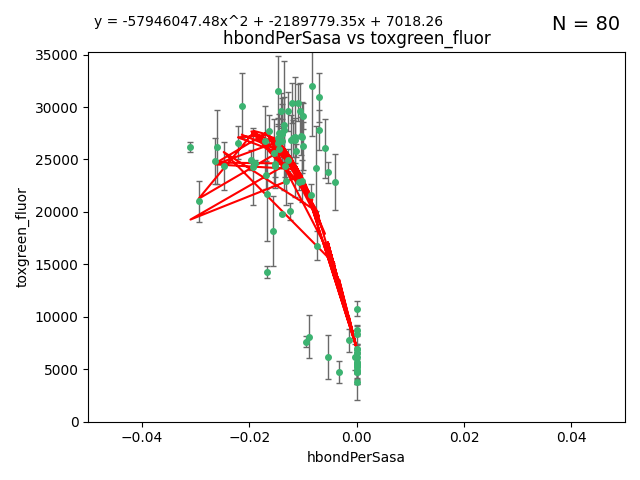 y = -57946047.48x^2 + -2189779.35x + 7018.26
N = 80
hbondPerSasa vs toxgreen_fluor
35000
30000
25000
20000
15000
10000
5000
0
toxgreen_fluor
-0.04
-0.02
0.00
0.02
0.04
hbondPerSasa